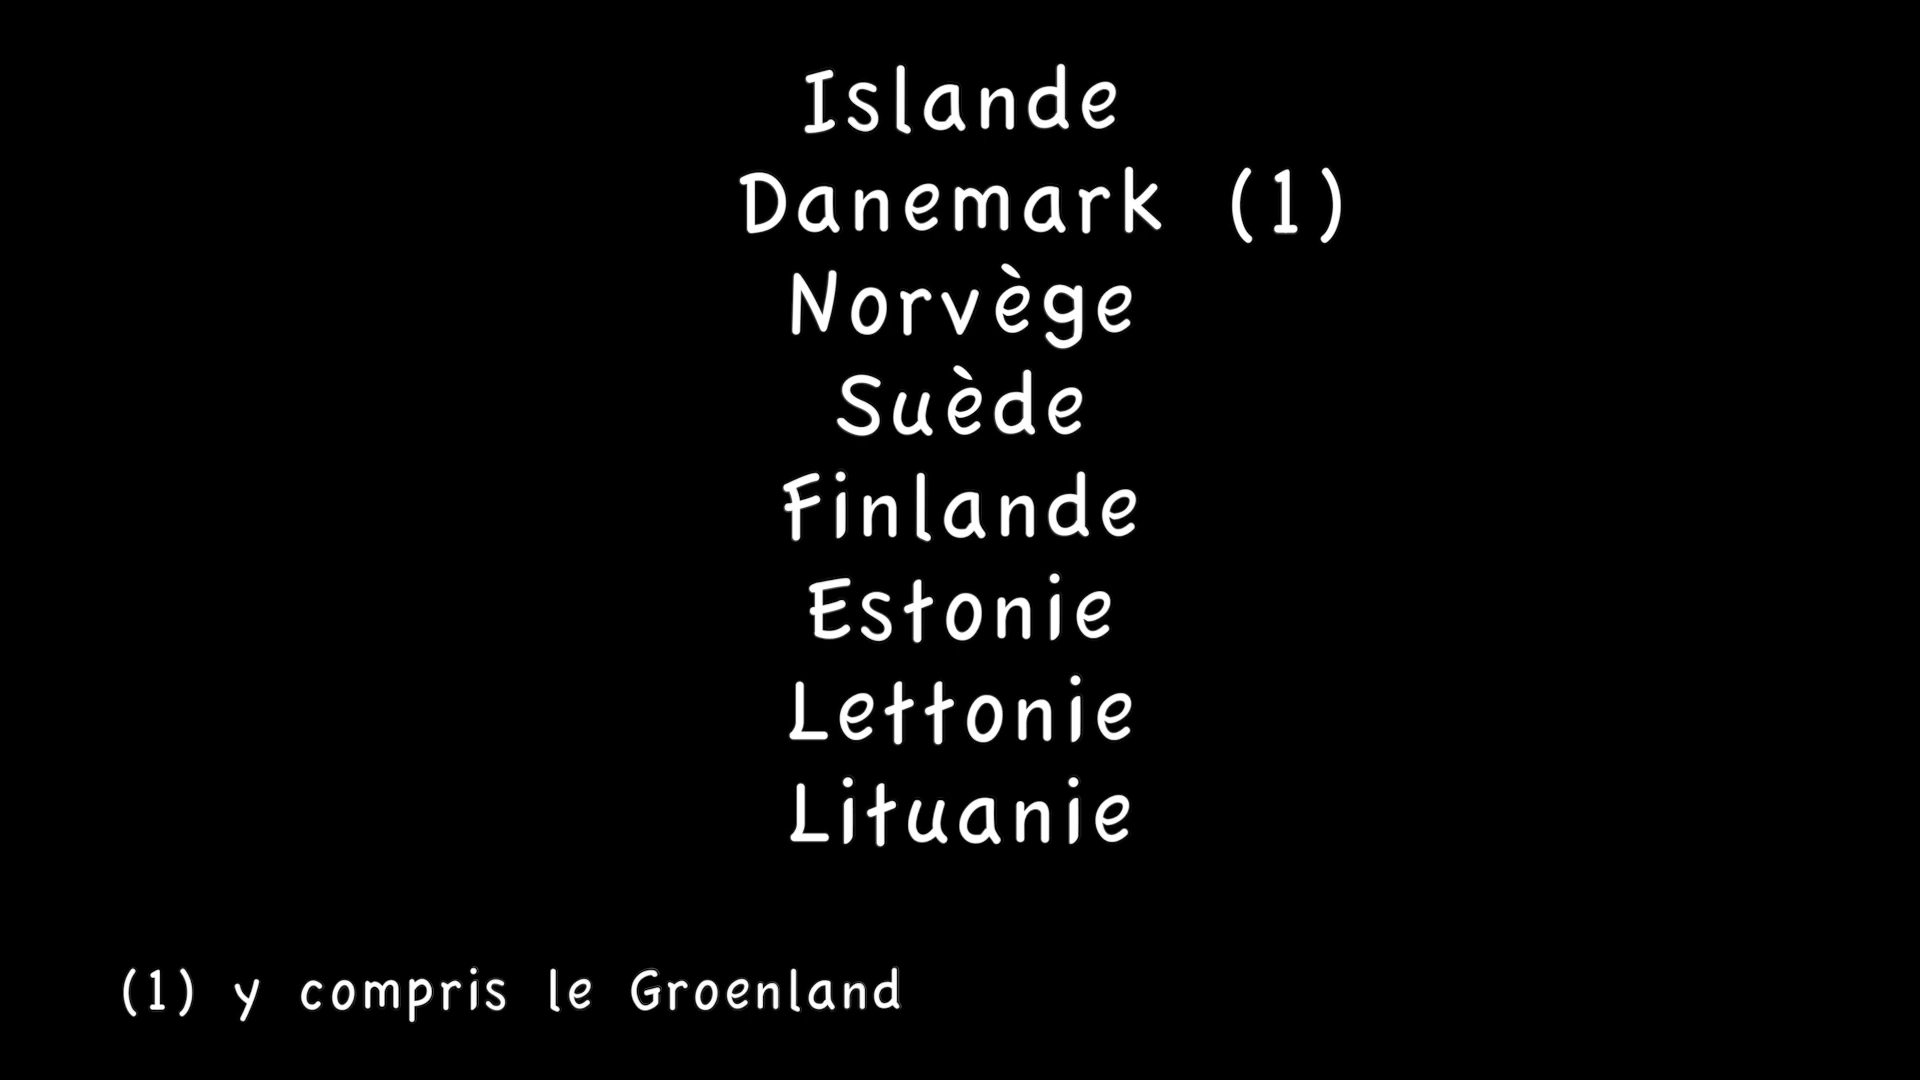 Islande
Danemark (1)
Norvège
Suède
Finlande
Estonie
Lettonie
Lituanie
(1) y compris le Groenland